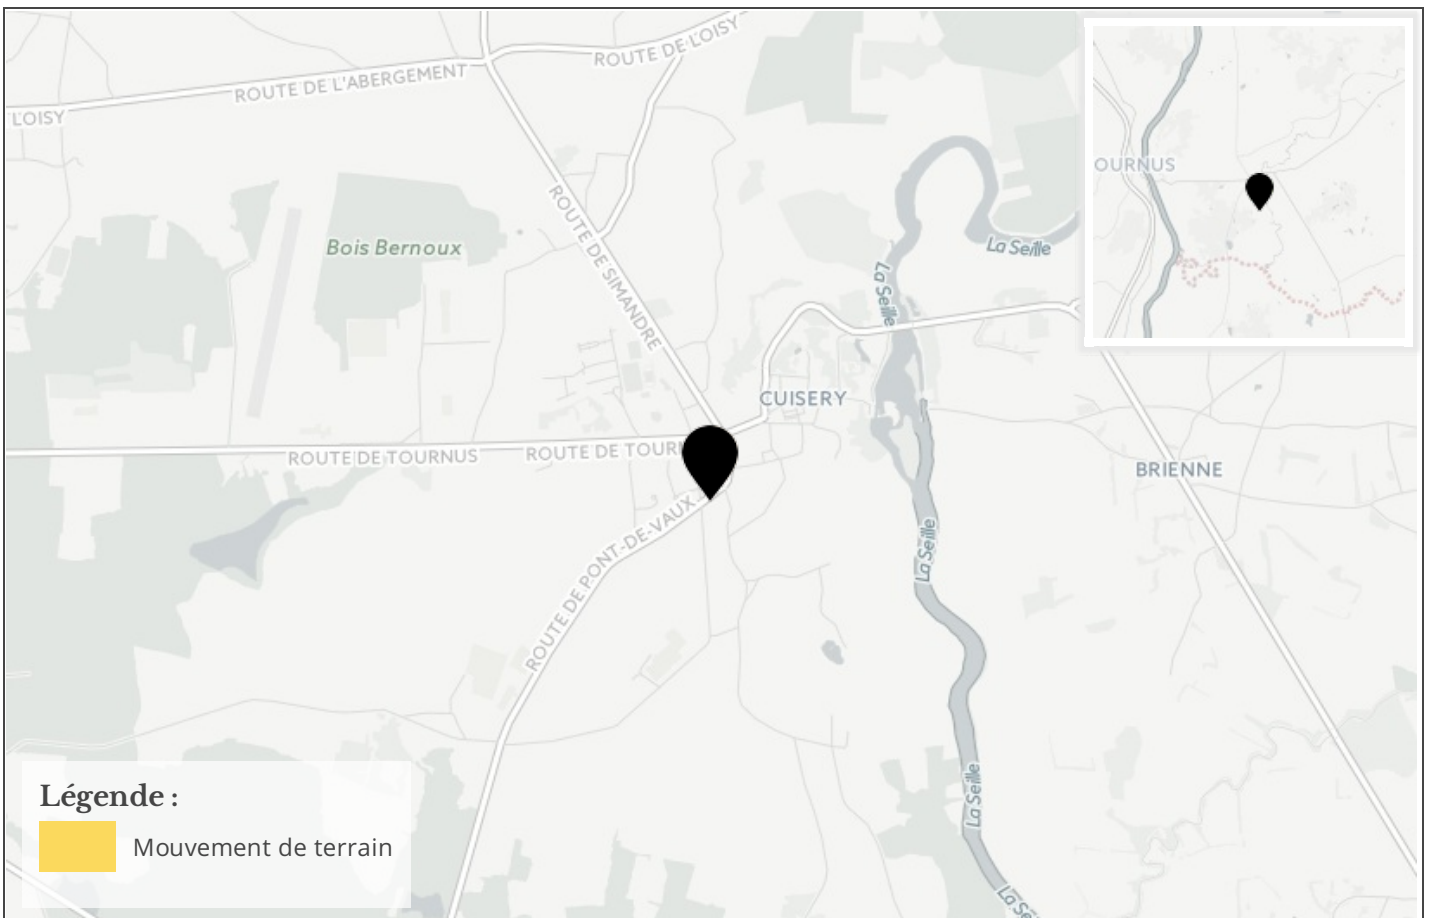 ROUTE DE LOISY
ROUTE DE L'ABERGEMENT
LOISY
OURNUS
ROUTE DE SIMANDRE
Bois Bernoux
La Seille
La Seille
CUISERY
ROUTE DE TOURNUS
ROUTE DE TOURN
BRIENNE
ROUTE DE PONT-DE-VAUX
La Seille
La Seille
La Se
Légende :
Mouvement de terrain